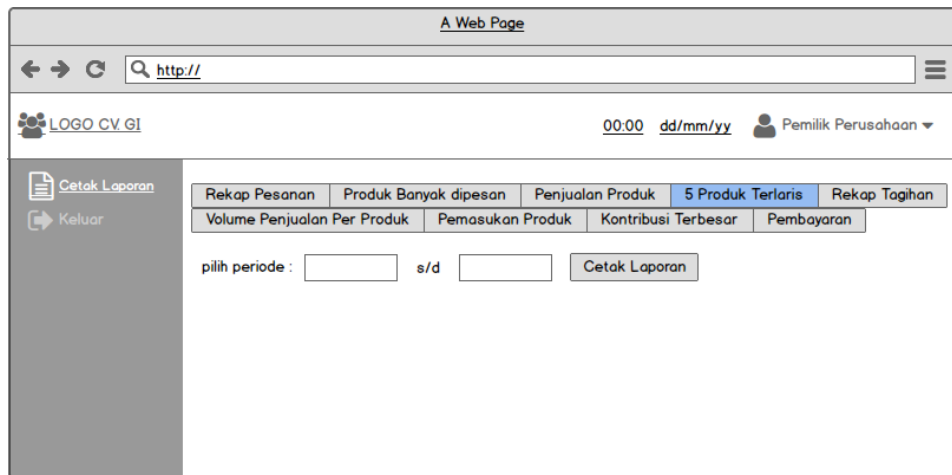 A Web Page
http://
LOGO CV. GI 00:00 dd/mm/yy Pemilik Perusahaan
Cetak Laporan
Keluar
Rekap Pesanan Produk Banyak dipesan Penjualan Produk 5 Produk Terlaris Rekap Tagihan
Volume Penjualan Per Produk Pemasukan Produk Kontribusi Terbesar Pembayaran
pilih periode : s/d Cetak Laporan